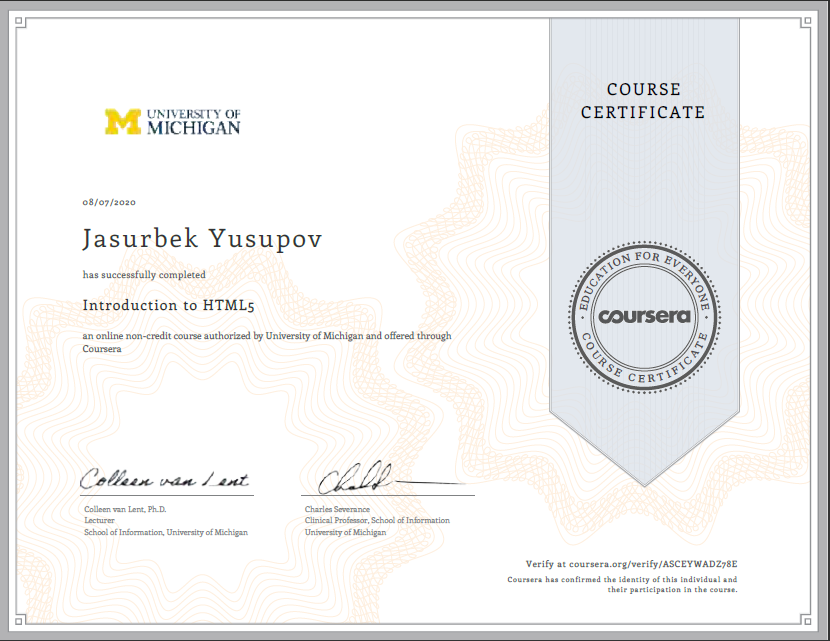 UNIVERSITY OF
MICHIGAN
COURSE
CERTIFICATE
08/07/2020
Jasurbek Yusupov
has successfully completed
Introduction to HTML5
an online non-credit course authorized by University of Michigan and offered through
Coursera
EDUCATION FOR EVERYONE
coursera
COURSE CERTIFICATE
Colleen van Lent
Colleen van Lent, Ph.D.
Lecturer
School of Information, University of Michigan
Charles Severance
Clinical Professor, School of Information
University of Michigan
Verify at coursera.org/verify/ASCEYWADZ78E
Coursera has confirmed the identity of this individual and
their participation in the course.